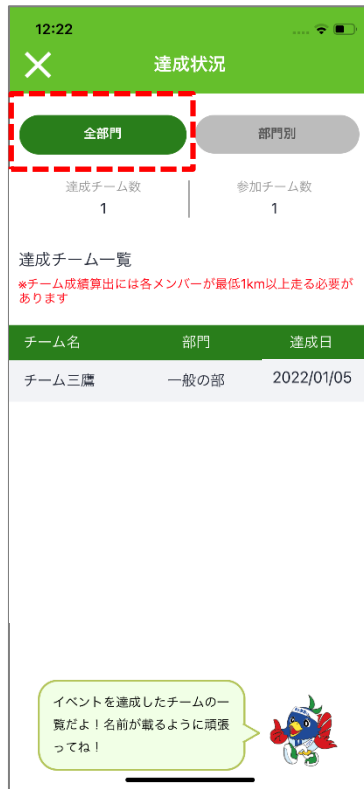 12:22
達成状況
全部門
部門別
達成チーム数
参加チーム数
1
1
達成チーム一覧
※チーム成績算出には各メンバーが最低1km以上走る必要が
あります
チーム名 部門 達成日
チーム三鷹 一般の部 2022/01/05
イベントを達成したチームの一
覧だよ！名前が載るように頑張
ってね！